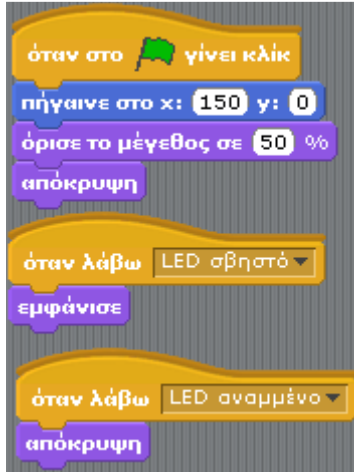 όταν στο γίνει κλίκ
πήγαινε στο x: 150 y: 0
όρισε το μέγεθος σε 50 %
απόκρυψη
όταν λάβω LED σβηστό
εμφάνισε
όταν λάβω LED αναμμένο
απόκρυψη